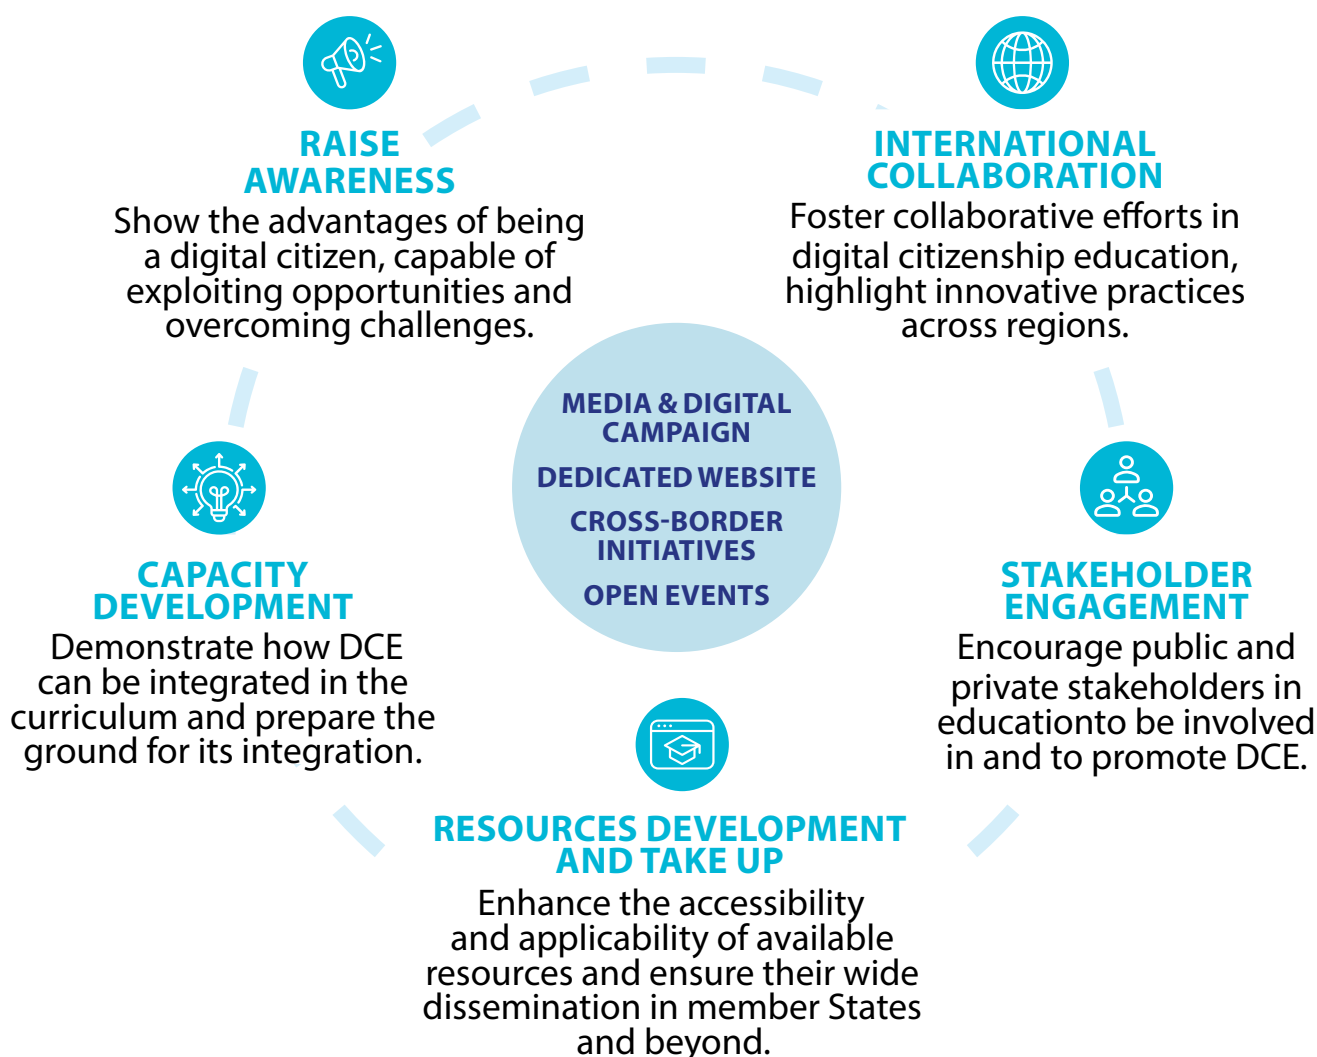 RAISE
AWARENESS
Show the advantages of being
a digital citizen, capable of
exploiting opportunities and
overcoming challenges.
INTERNATIONAL
COLLABORATION
Foster collaborative efforts in
digital citizenship education,
highlight innovative practices
across regions.
MEDIA & DIGITAL
CAMPAIGN
DEDICATED WEBSITE
CROSS-BORDER
INITIATIVES
OPEN EVENTS
CAPACITY
DEVELOPMENT
Demonstrate how DCE
can be integrated in the
curriculum and prepare the
ground for its integration.
STAKEHOLDER
ENGAGEMENT
Encourage public and
private stakeholders in
educationto be involved
in and to promote DCE.
RESOURCES DEVELOPMENT
AND TAKE UP
Enhance the accessibility
and applicability of available
resources and ensure their wide
dissemination in member States
and beyond.